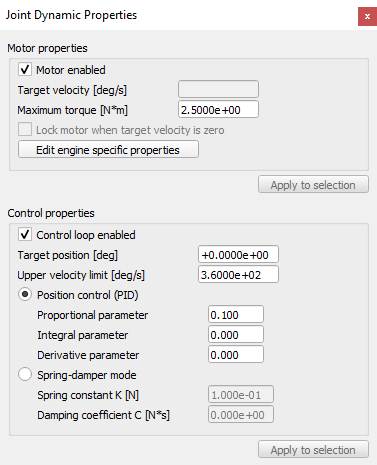 Joint Dynamic Properties
Motor properties
Motor enabled
Target velocity [deg/s]
Maximum torque [N*m] 2.5000e+00
Lock motor when target velocity is zero
Edit engine specific properties
Apply to selection
Control properties
Control loop enabled
Target position [deg] +0.0000e+00
Upper velocity limit [deg/s] 3.6000e+02
Position control (PID)
Proportional parameter 0.100
Integral parameter 0.000
Derivative parameter 0.000
Spring-damper mode
Spring constant K [N] 1.000e-01
Damping coefficient C [N*s] 0.000e+00
Apply to selection